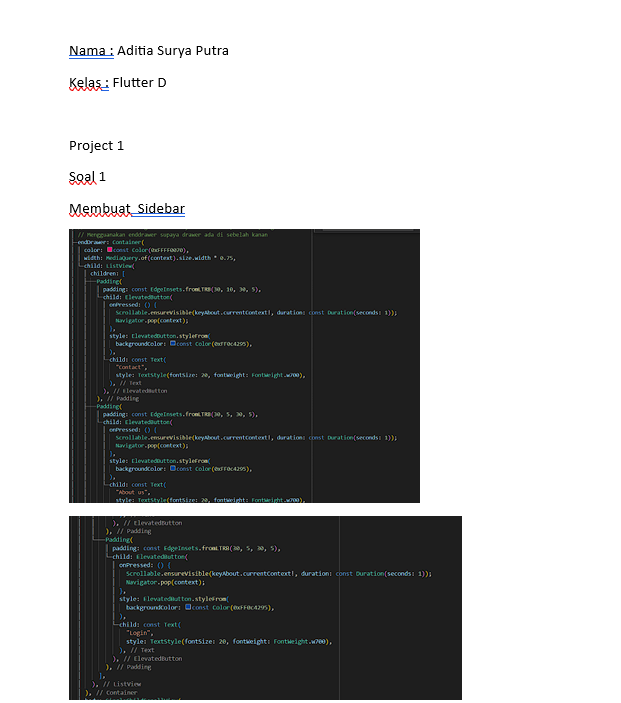 Nama : Aditia Surya Putra
Kelas : Flutter D
Project 1
Soal 1
Membuat Sidebar
// Mengguanakan enddrawer supaya drawer ada di sebelah kanan
endDrawer: Container(
color: const Color(0xFFFF007B),
width: MediaQuery.of(context).size.width * 0.75,
child: ListView(
children: [
Padding(
padding: const EdgeInsets.fromLTRB(30, 10, 30, 5),
child: ElevatedButton(
onPressed: () {
Scrollable.ensureVisible(keyAbout.currentContext!, duration: const Duration(seconds: 1));
Navigator.pop(context);
},
style: ElevatedButton.styleFrom(
backgroundColor: const Color(0xFF0C4295),
),
child: const Text(
"Contact",
style: TextStyle(fontSize: 20, fontWeight: FontWeight.w700),
), // Text
), // ElevatedButton
), // Padding
Padding(
padding: const EdgeInsets.fromLTRB(30, 5, 30, 5),
child: ElevatedButton(
onPressed: () {
Scrollable.ensureVisible(keyAbout.currentContext!, duration: const Duration(seconds: 1));
Navigator.pop(context);
},
style: ElevatedButton.styleFrom(
backgroundColor: const Color(0xFF0C4295),
),
child: const Text(
"About us",
style: TextStyle(fontSize: 20, fontWeight: FontWeight.w700),
), // ElevatedButton
), // Padding
Padding(
padding: const EdgeInsets.fromLTRB(30, 5, 30, 5),
child: ElevatedButton(
onPressed: () {
Scrollable.ensureVisible(keyAbout.currentContext!, duration: const Duration(seconds: 1));
Navigator.pop(context);
},
style: ElevatedButton.styleFrom(
backgroundColor: const Color(0xFF0C4295),
),
child: const Text(
"Login",
style: TextStyle(fontSize: 20, fontWeight: FontWeight.w700),
), // Text
), // ElevatedButton
), // Padding
],
), // ListView
), // Container